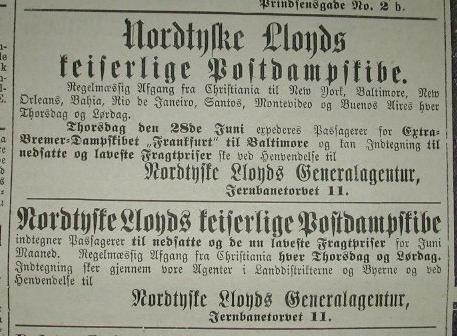 Prindsensgade No. 2 b.
Nordtyske Lloyds
keiserlige Postdampskibe.
Regelmæssig Afgang fra Christiania til New York, Baltimore, New
Orleans, Bahia, Rio de Janeiro, Santos, Montevideo og Buenos Aires hver
Thorsdag og Lørdag.
Thorsdag den 28de Juni expederes Passagerer for Extra-
Bremer-Dampskibet „Frankfurt" til Baltimore og kan Indtegning til
nedsatte og laveste Fragtpriser ske ved Henvendelse til
Nordtyske Lloyds Generalagentur,
Jernbanetorvet 11.
Nordtyske Lloyds keiserlige Postdampskibe
indtegner Passagerer til nedsatte og de nu laveste Fragtpriser for Juni
Maaned. Regelmæssig Afgang fra Christiania hver Thorsdag og Lørdag.
Indtegning sker gjennem vore Agenter i Landdistrikterne og Byerne og ved
Henvendelse til
Nordtyske Lloyds Generalagentur,
Jernbanetorvet 11.